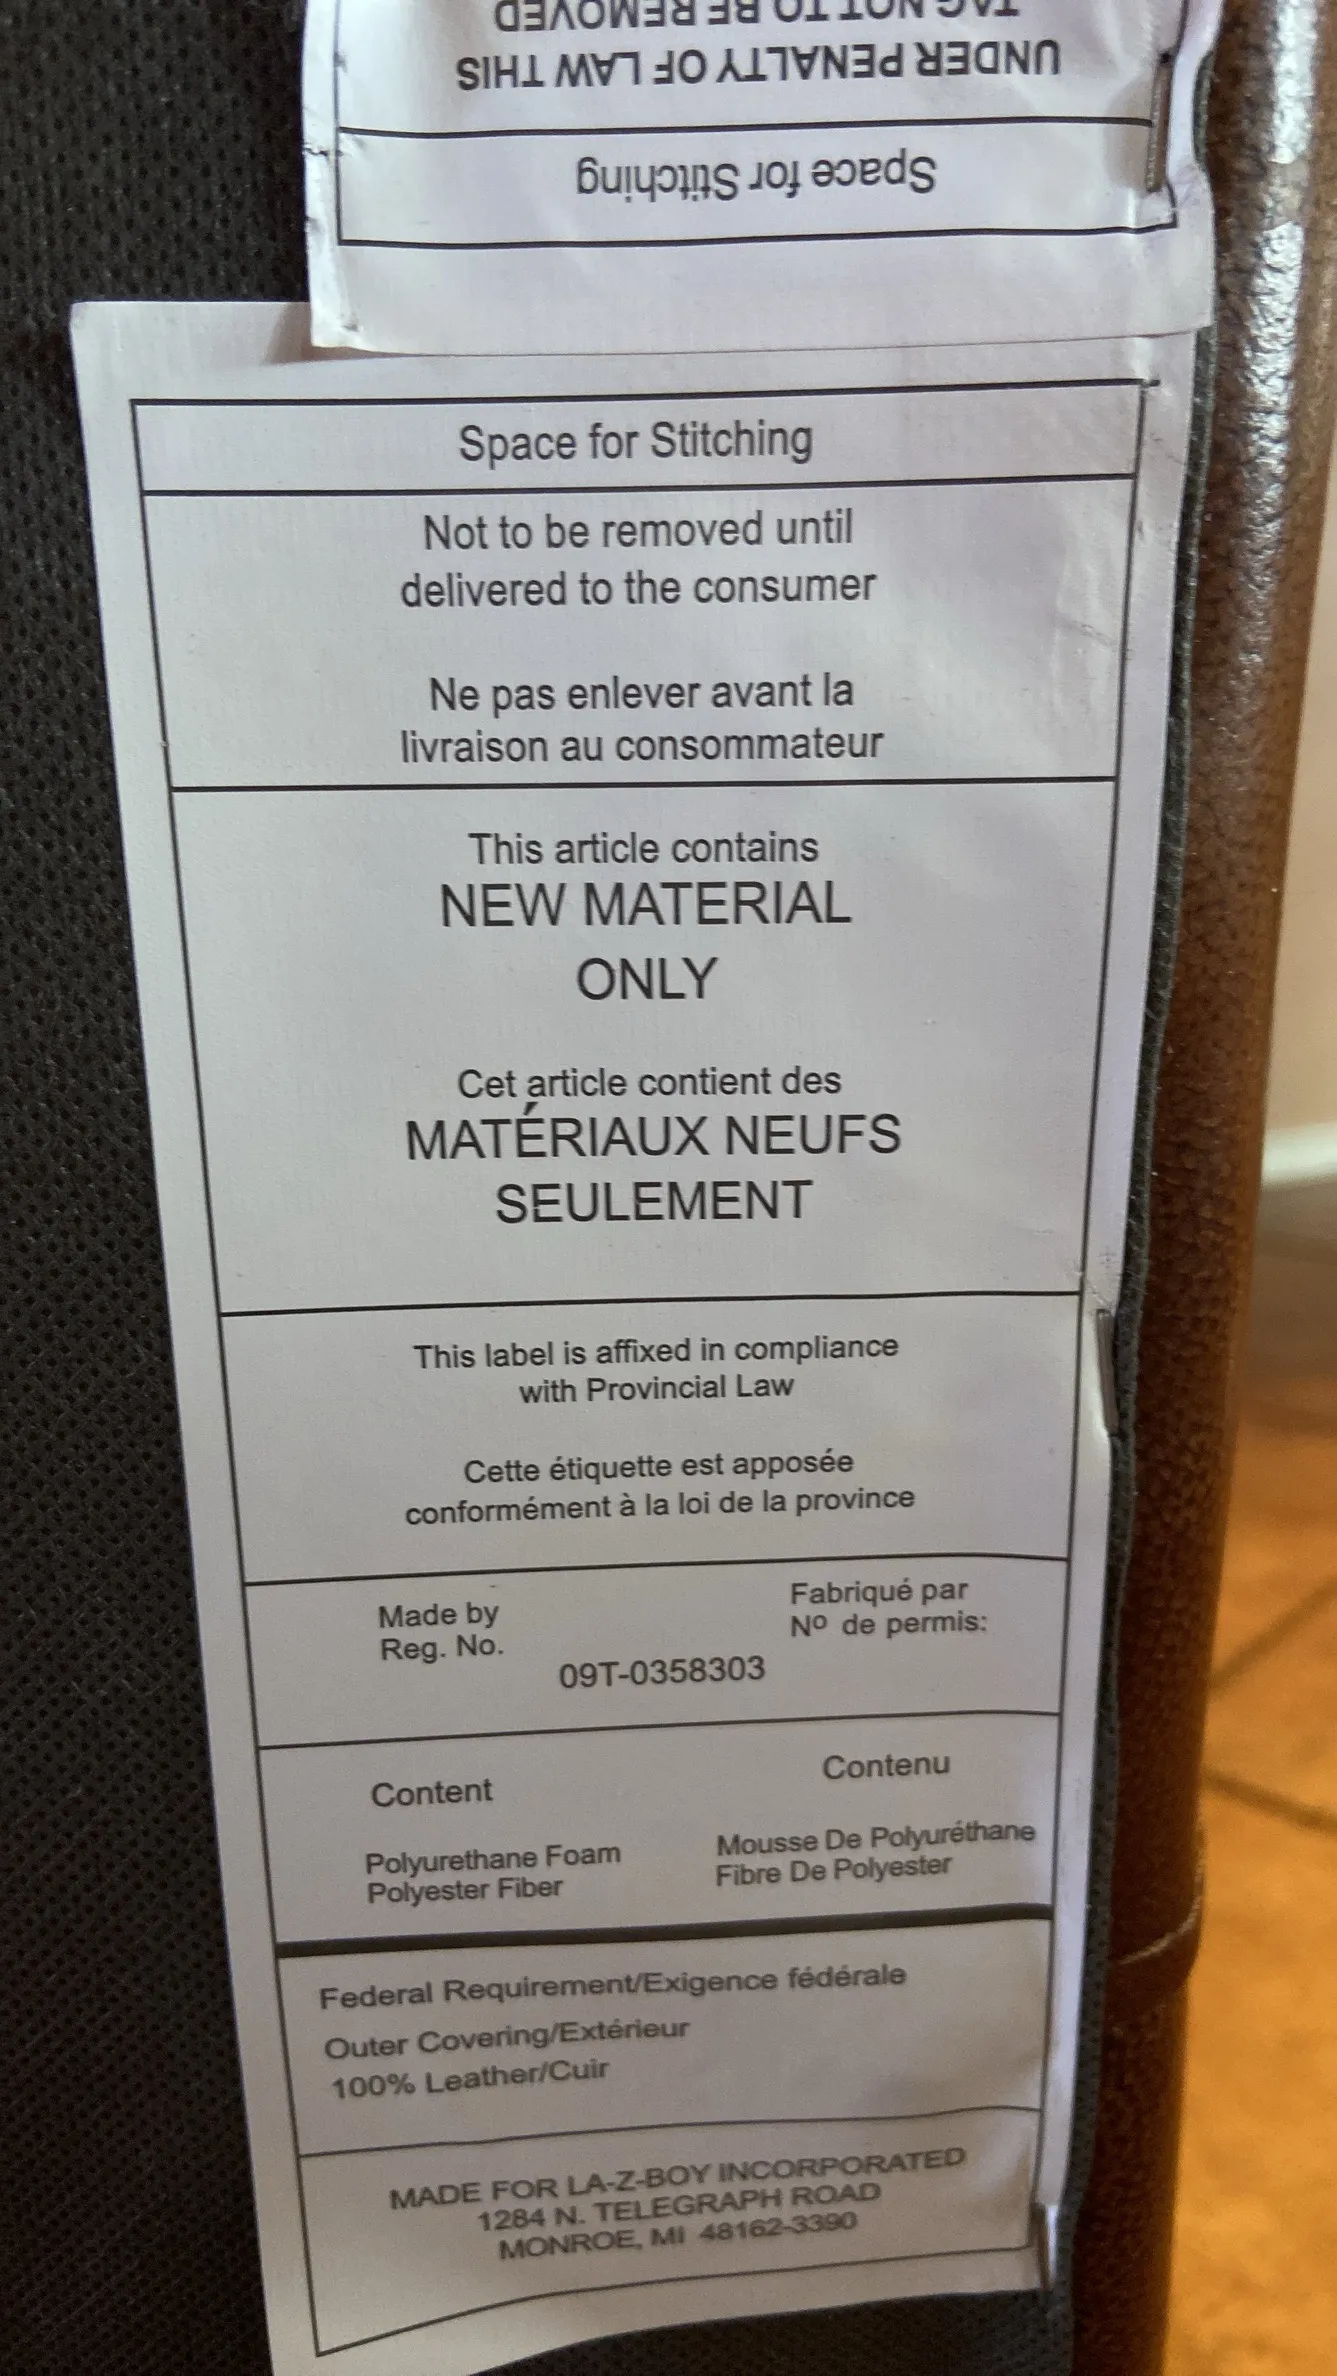 UNDER PENALTY OF LAW THIS
TAG NOT TO BE REMOVED
Space for Stitching
Space for Stitching
Not to be removed until
delivered to the consumer
Ne pas enlever avant la
livraison au consommateur
This article contains
NEW MATERIAL
ONLY
Cet article contient des
MATÉRIAUX NEUFS
SEULEMENT
This label is affixed in compliance
with Provincial Law
Cette étiquette est apposée
conformément à la loi de la province
Made by
Reg. No.
Fabriqué par
Nº de permis:
09T-0358303
Content
Polyurethane Foam
Polyester Fiber
Contenu
Mousse De Polyuréthane
Fibre De Polyester
Federal Requirement/Exigence fédérale
Outer Covering/Extérieur
100% Leather/Cuir
MADE FOR LA-Z-BOY INCORPORATED
1284 N. TELEGRAPH ROAD
MONROE, MI 48162-3390